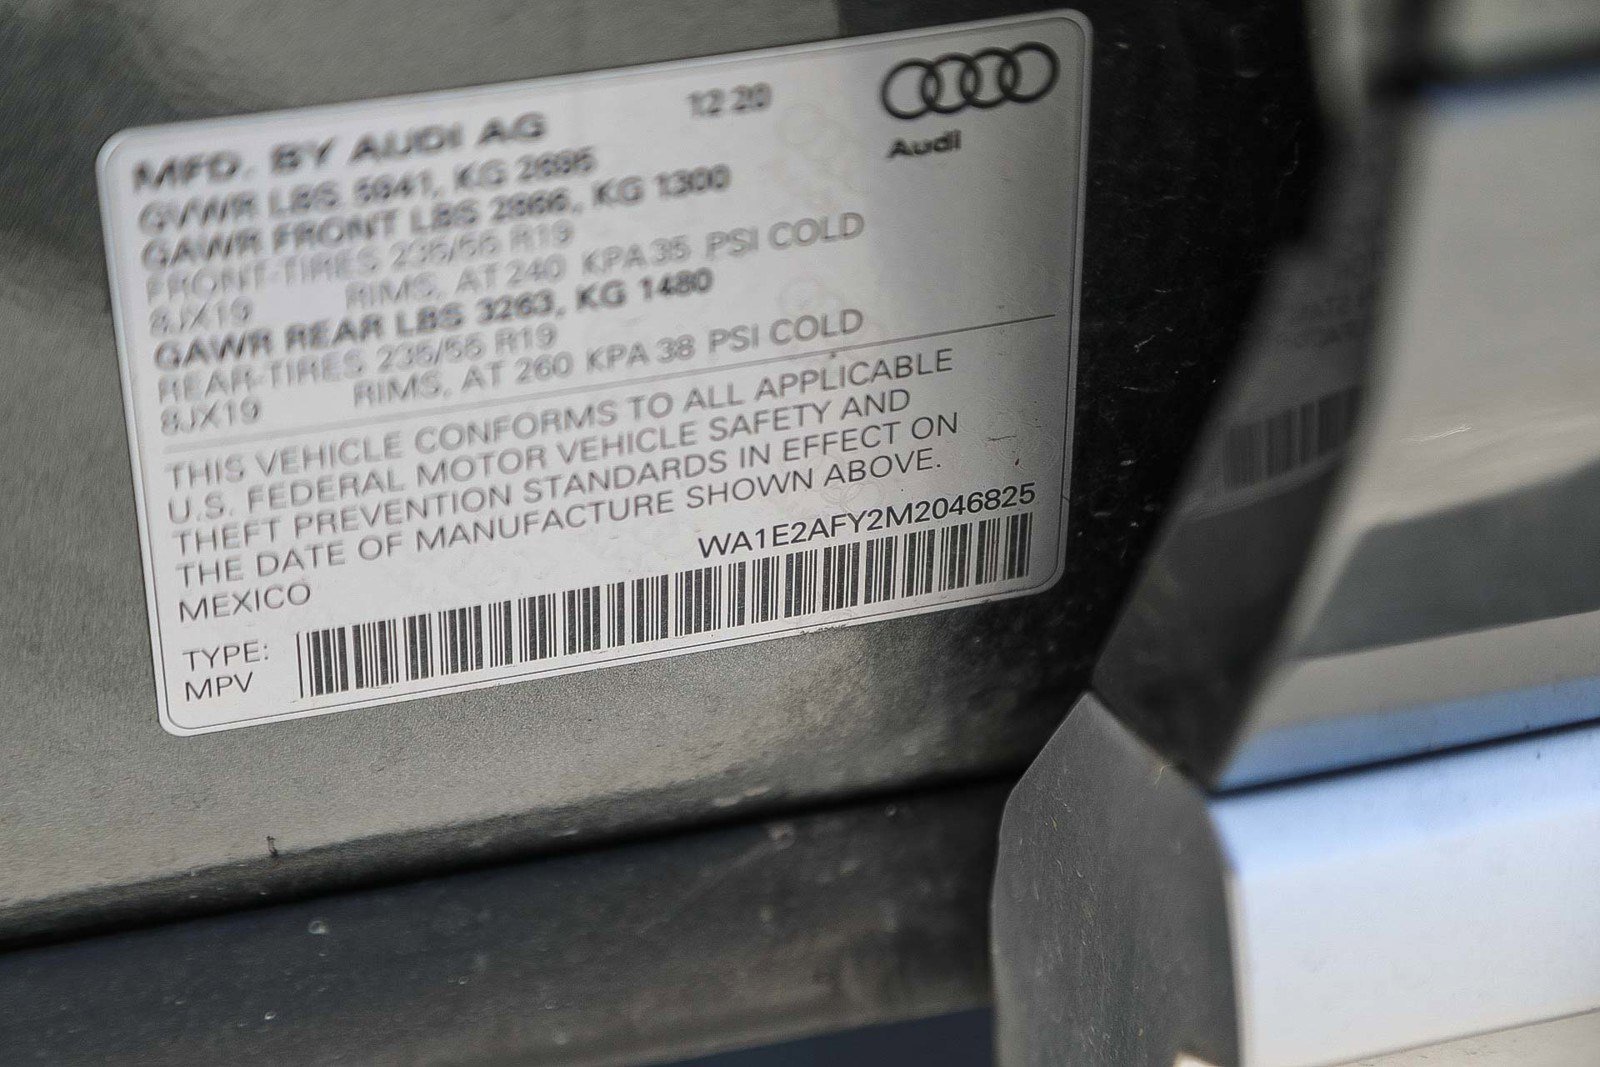 12 20
Audi
MFD. BY AUDI AG
GVWR LBS 5941, KG 2695
GAWR FRONT LBS 2866, KG 1300
FRONT-TIRES 235/55 R19
8JX19 RIMS, AT 240 KPA 35 PSI COLD
GAWR REAR LBS 3263, KG 1480
REAR-TIRES 235/55 R19
8JX19 RIMS, AT 260 KPA 38 PSI COLD
THIS VEHICLE CONFORMS TO ALL APPLICABLE
U.S. FEDERAL MOTOR VEHICLE SAFETY AND
THEFT PREVENTION STANDARDS IN EFFECT ON
THE DATE OF MANUFACTURE SHOWN ABOVE.
MEXICO
WA1E2AFY2M2046825
TYPE:
MPV